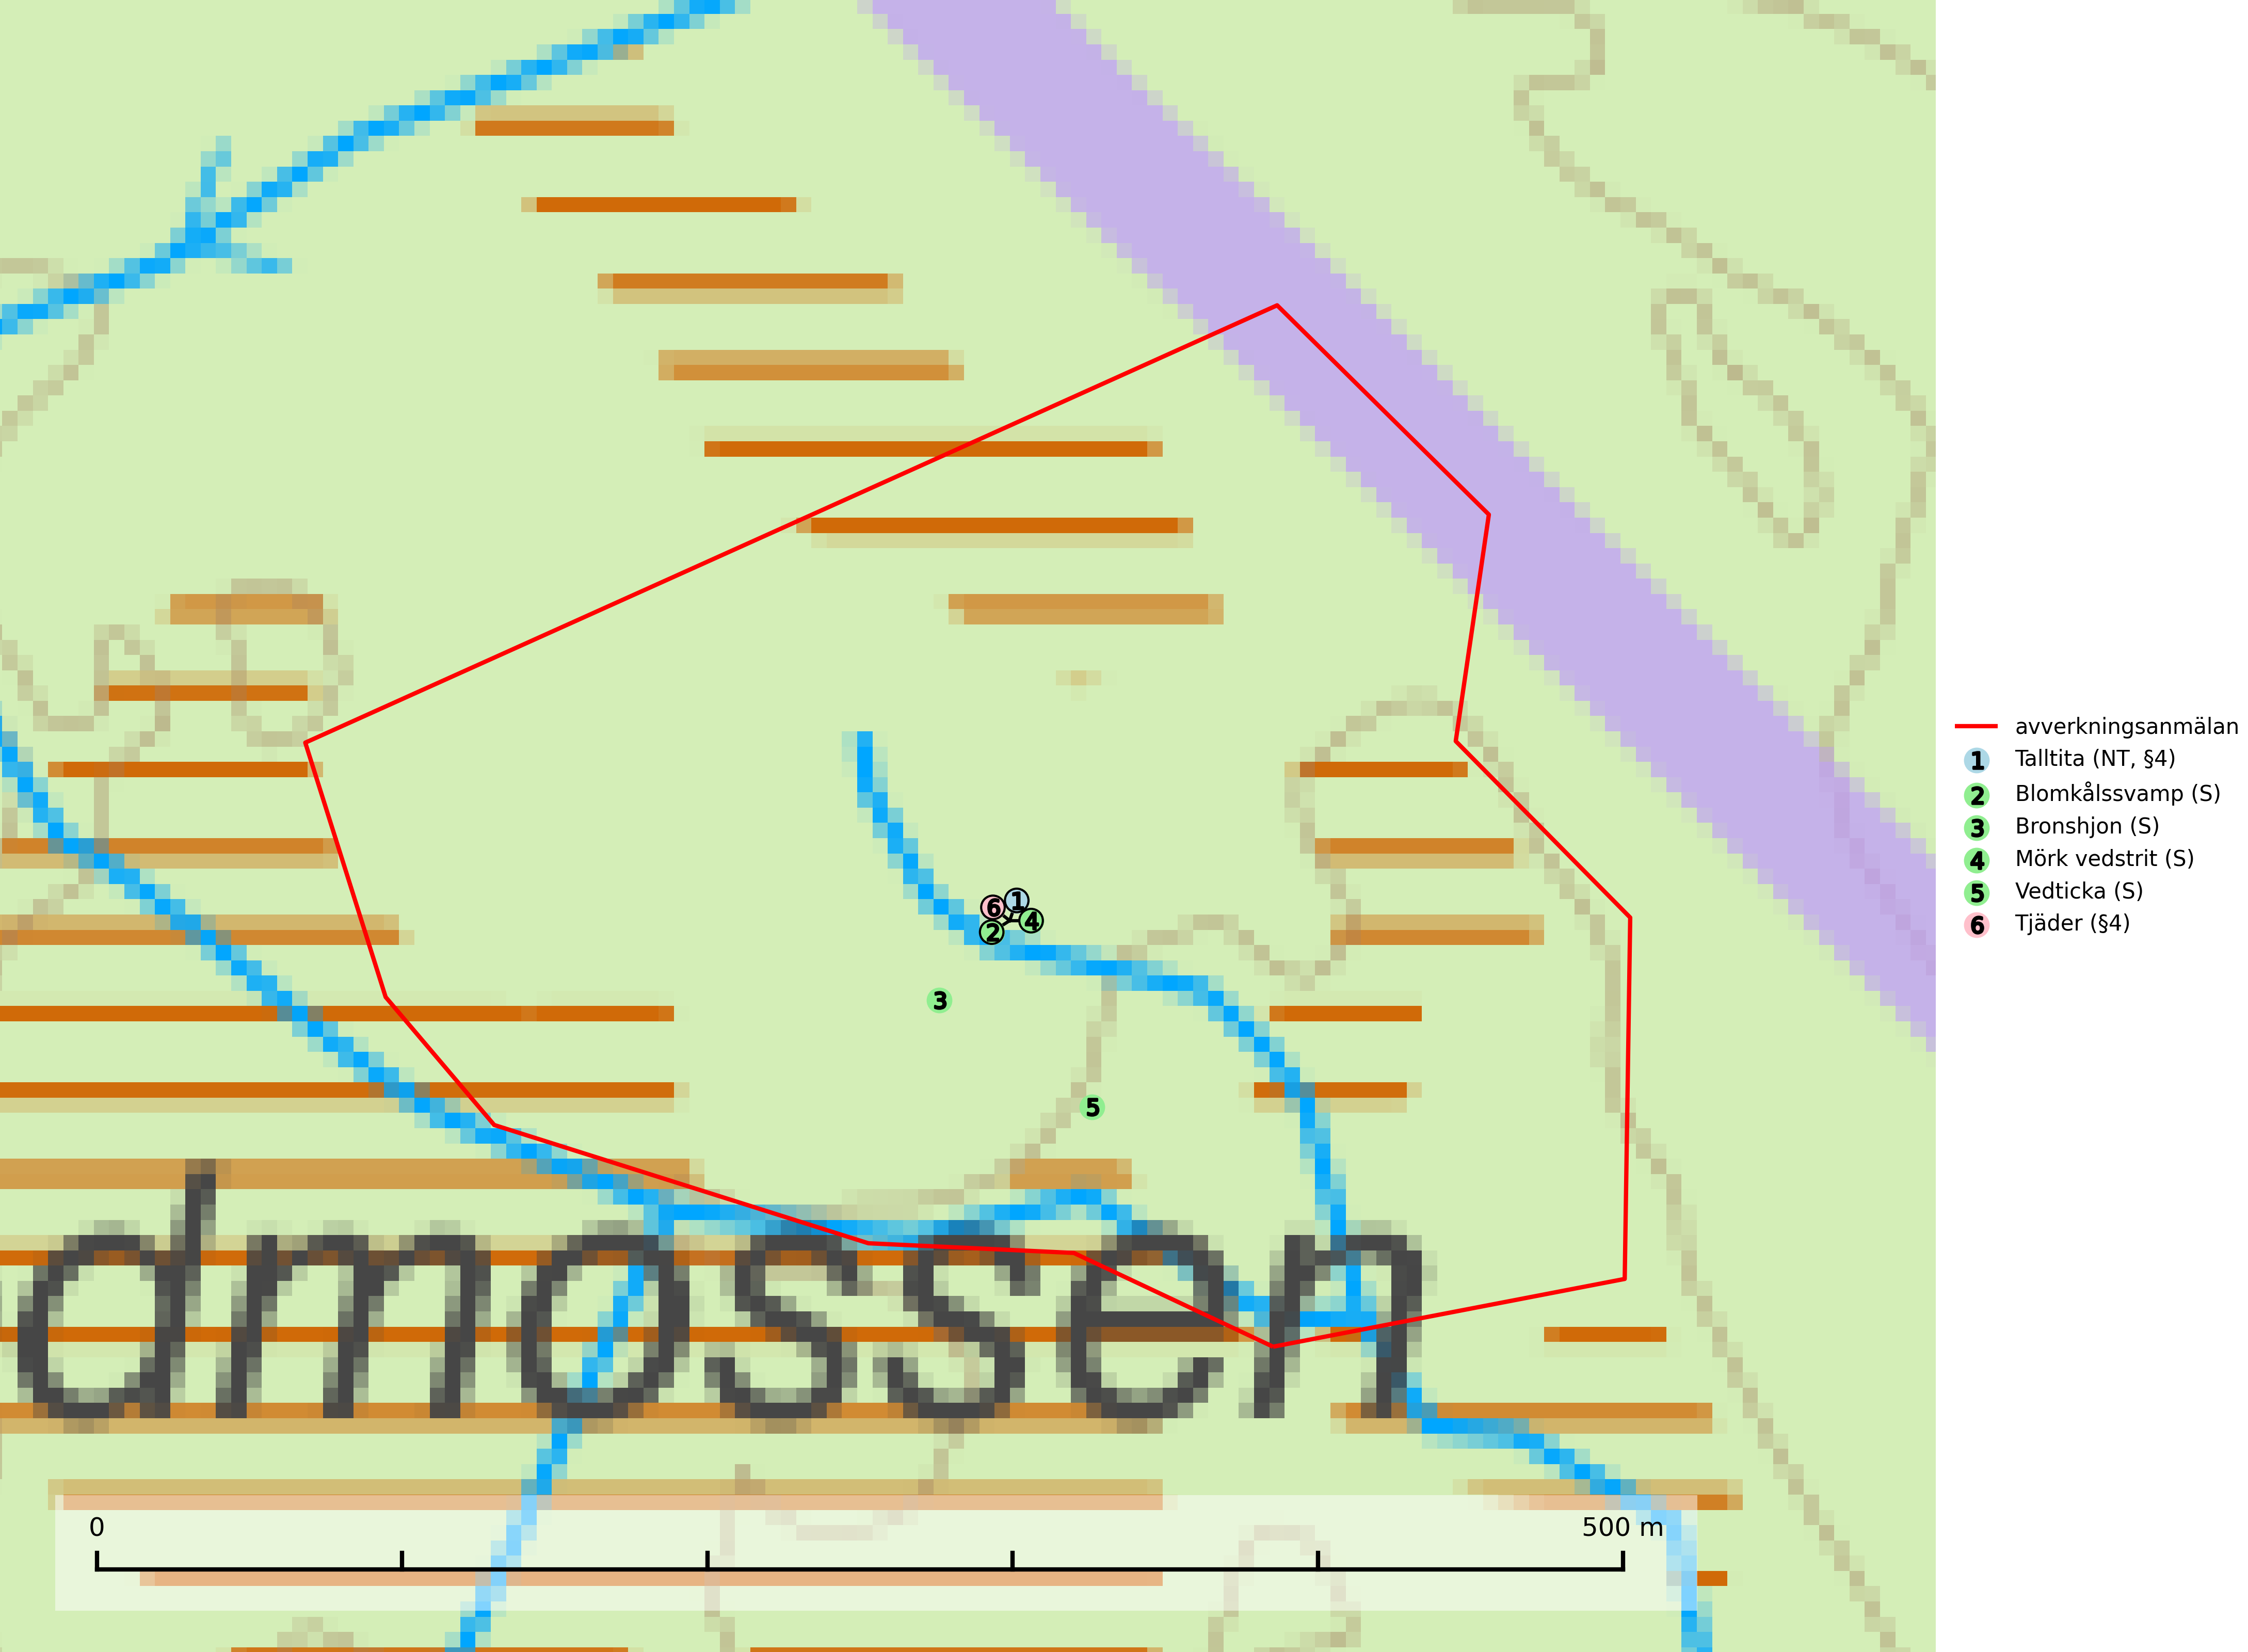 6
1
4
2
3
5
dmossen
0 500 m
avverkningsanmälan
1 Talltita (NT, §4)
2 Blomkålssvamp (S)
3 Bronshjon (S)
4 Mörk vedstrit (S)
5 Vedticka (S)
6 Tjäder (§4)